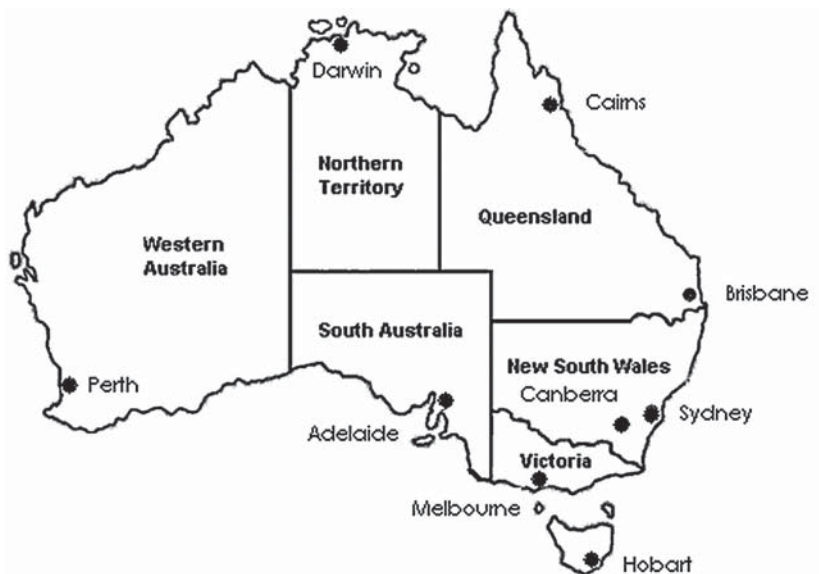 Darwin
Cairns
Northern
Territory
Queensland
Western
Australia
Brisbane
South Australia
New South Wales
Perth
Canberra
Sydney
Adelaide
Victoria
Melbourne
Hobart